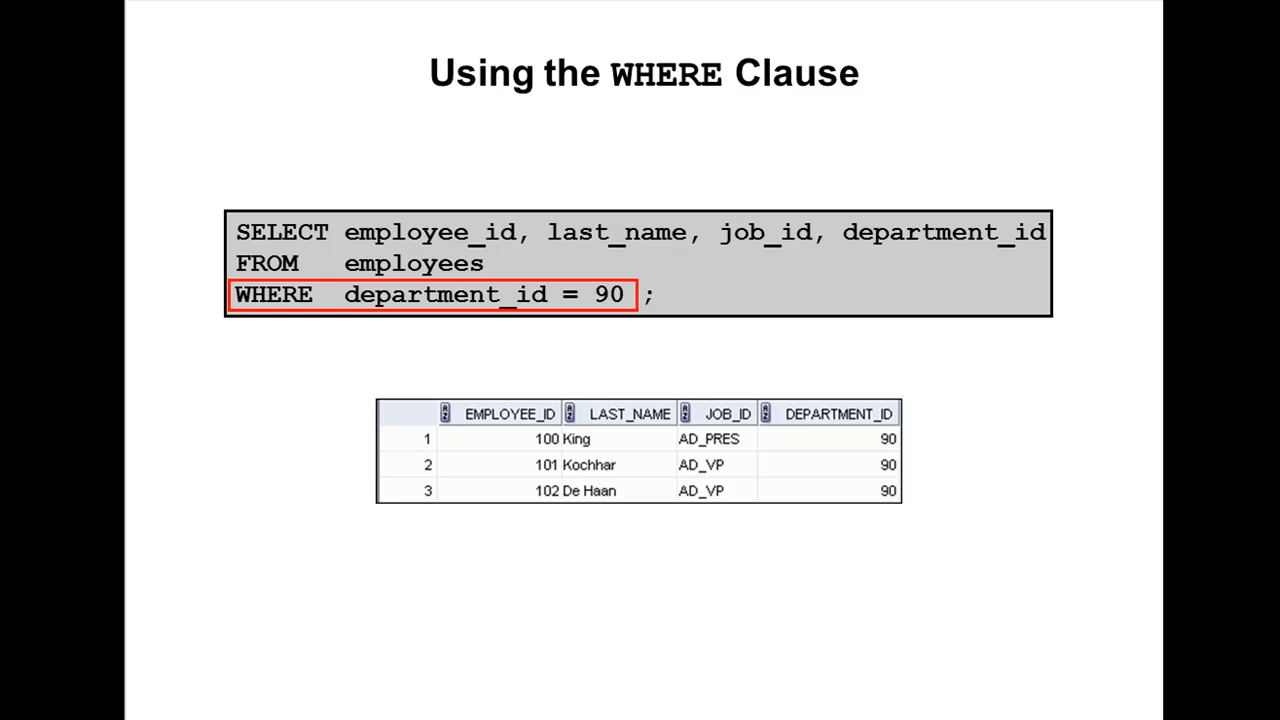 Using the WHERE Clause
SELECT employee_id, last_name, job_id, department_id
FROM employees
WHERE department_id = 90 ;
EMPLOYEE_ID LAST_NAME JOB_ID DEPARTMENT_ID
1 100 King AD_PRES 90
2 101 Kochhar AD_VP 90
3 102 De Haan AD_VP 90